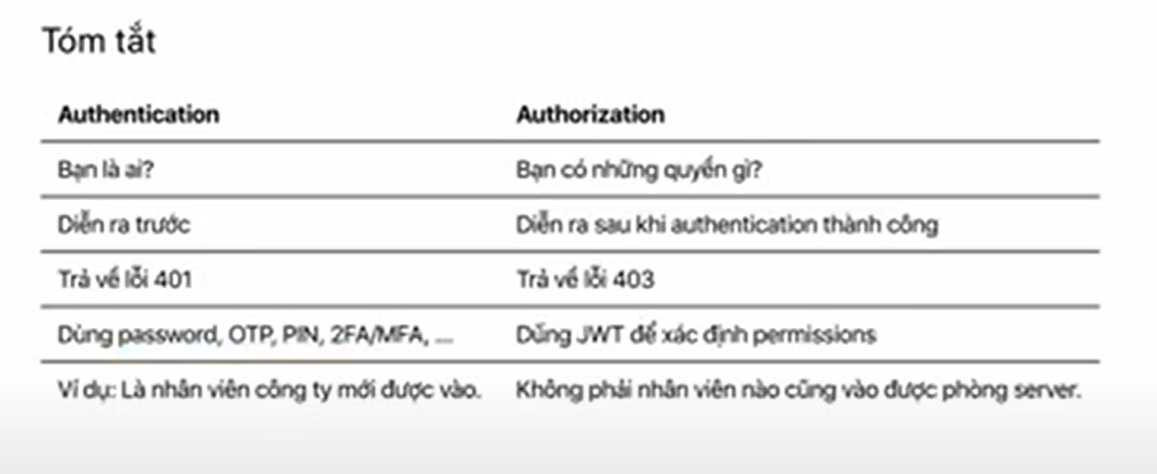 Tóm tắt
Authentication Authorization
Bạn là ai? Bạn có những quyền gì?
Diễn ra trước Diễn ra sau khi authentication thành công
Trả về lỗi 401 Trả về lỗi 403
Dùng password, OTP, PIN, 2FA/MFA, ... Dùng JWT để xác định permissions
Ví dụ: Là nhân viên công ty mới được vào. Không phải nhân viên nào cũng vào được phòng server.